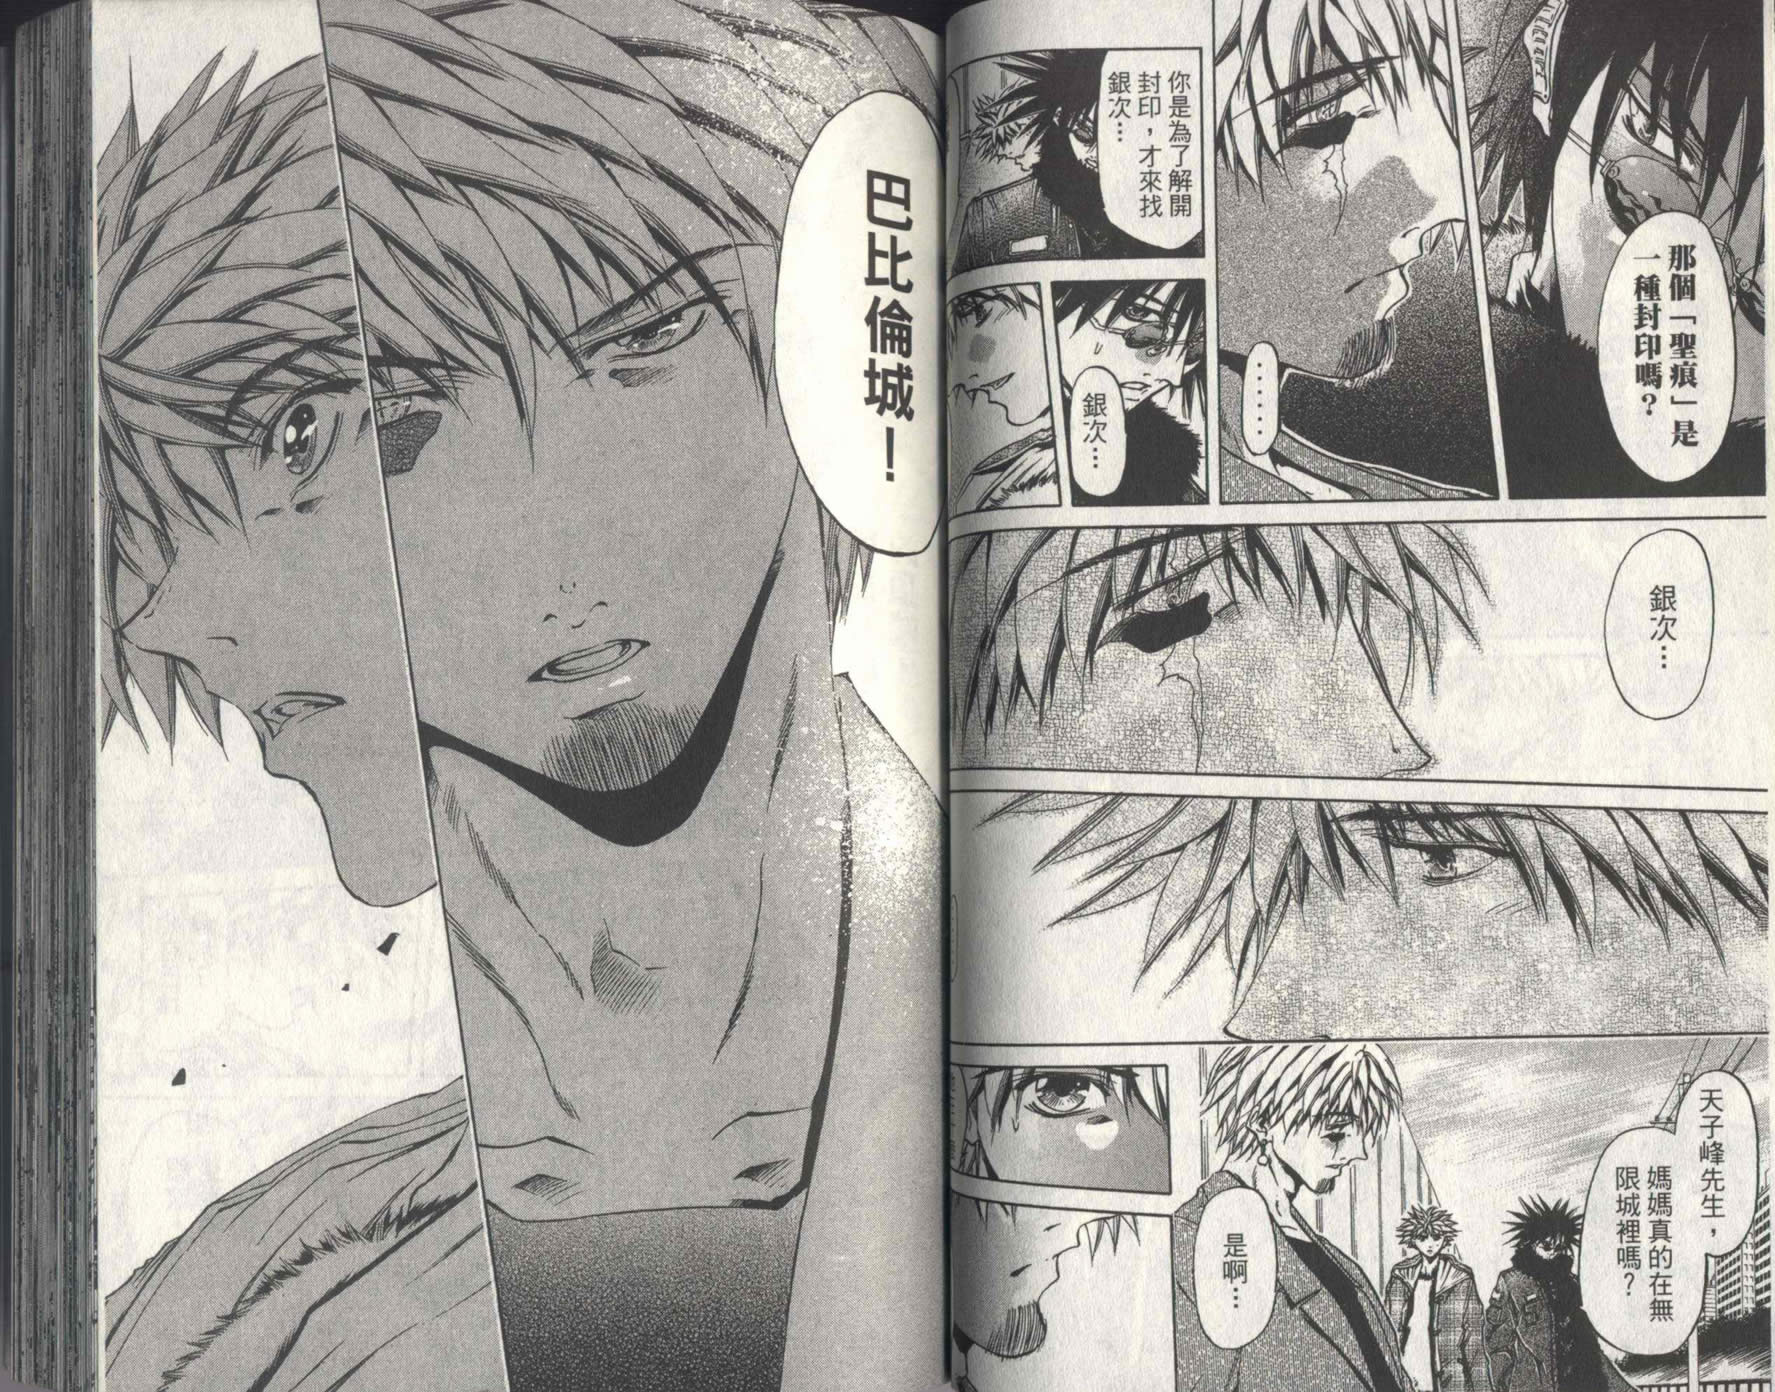 那個「聖痕」是
一種封印嗎？
……
你是為了解開
封印，才來找
銀次…
銀次…
銀次…
天子峰先生，
媽媽真的在無
限城裡嗎？
是啊…
巴比倫城！